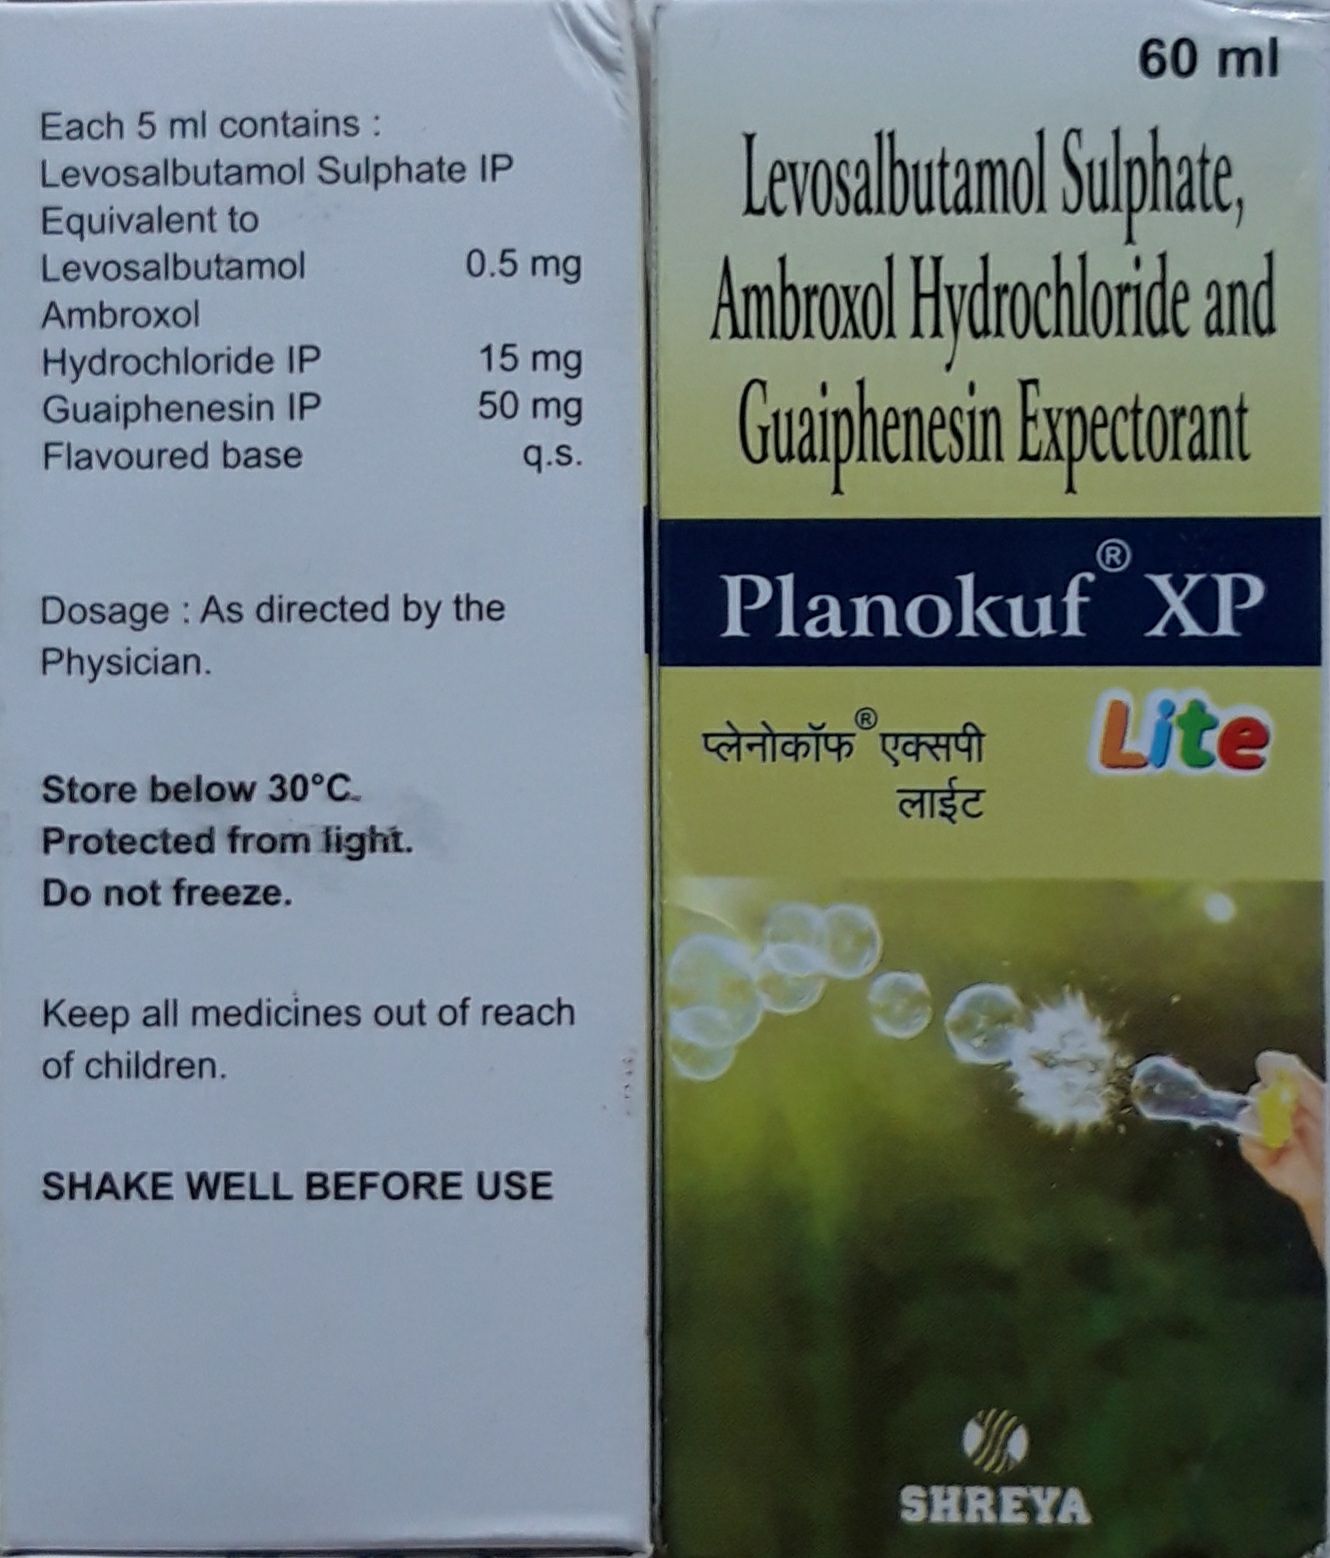 Each 5 ml contains :
Levosalbutamol Sulphate IP
Equivalent to
Levosalbutamol 0.5 mg
Ambroxol
Hydrochloride IP 15 mg
Guaiphenesin IP 50 mg
Flavoured base q.s.
Dosage : As directed by the
Physician.
Store below 30°C.
Protected from light.
Do not freeze.
Keep all medicines out of reach
of children.
SHAKE WELL BEFORE USE
60 ml
Levosalbutamol Sulphate,
Ambroxol Hydrochloride and
Guaiphenesin Expectorant
Planokuf® XP
Lite
प्लेनोकॉफ® एक्सपी
लाईट
SHREYA